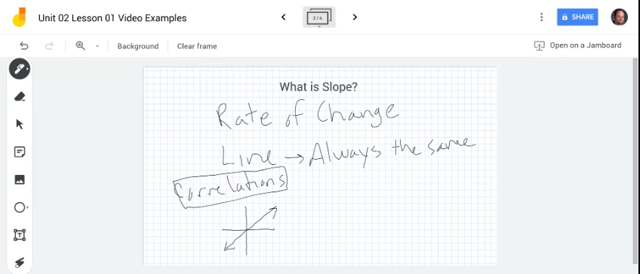 Unit 02 Lesson 01 Video Examples
2/6
SHARE
Background
Clear frame
Open on a Jamboard
What is Slope?
Rate of Change
Line → Always the same
Correlations